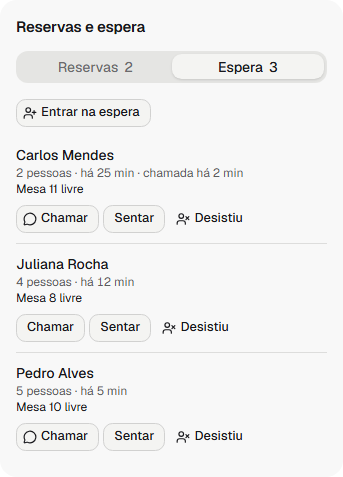 Reservas e espera
Reservas 2
Espera 3
Entrar na espera
Carlos Mendes
2 pessoas · há 25 min · chamada há 2 min
Mesa 11 livre
Chamar Sentar Desistiu
Juliana Rocha
4 pessoas · há 12 min
Mesa 8 livre
Chamar Sentar Desistiu
Pedro Alves
5 pessoas · há 5 min
Mesa 10 livre
Chamar Sentar Desistiu